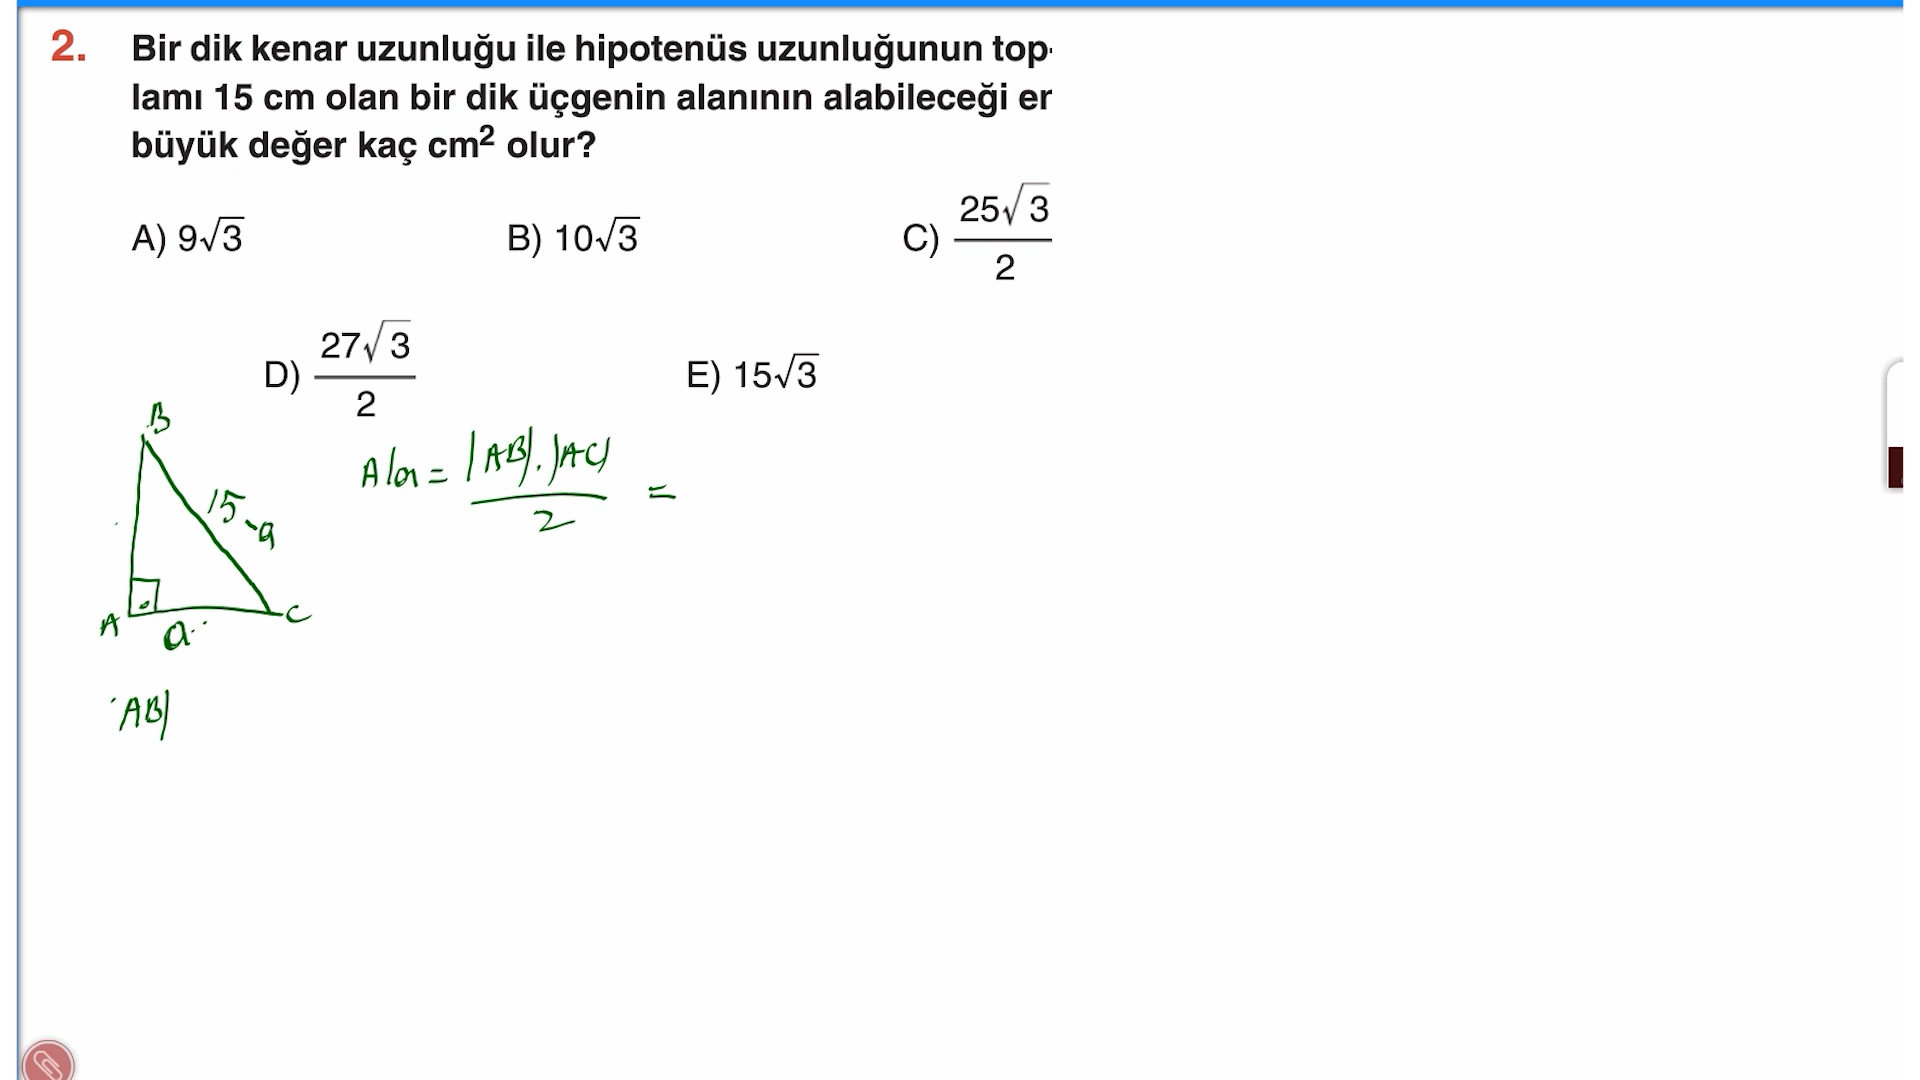 2. Bir dik kenar uzunluğu ile hipotenüs uzunluğunun top-
lamı 15 cm olan bir dik üçgenin alanının alabileceği er
büyük değer kaç cm² olur?
A) 9√3 B) 10√3 C) 25√3/2
D) 27√3/2 E) 15√3
B
15-a
Alan = |AB|.|AC|/2 =
A a C
|AB|